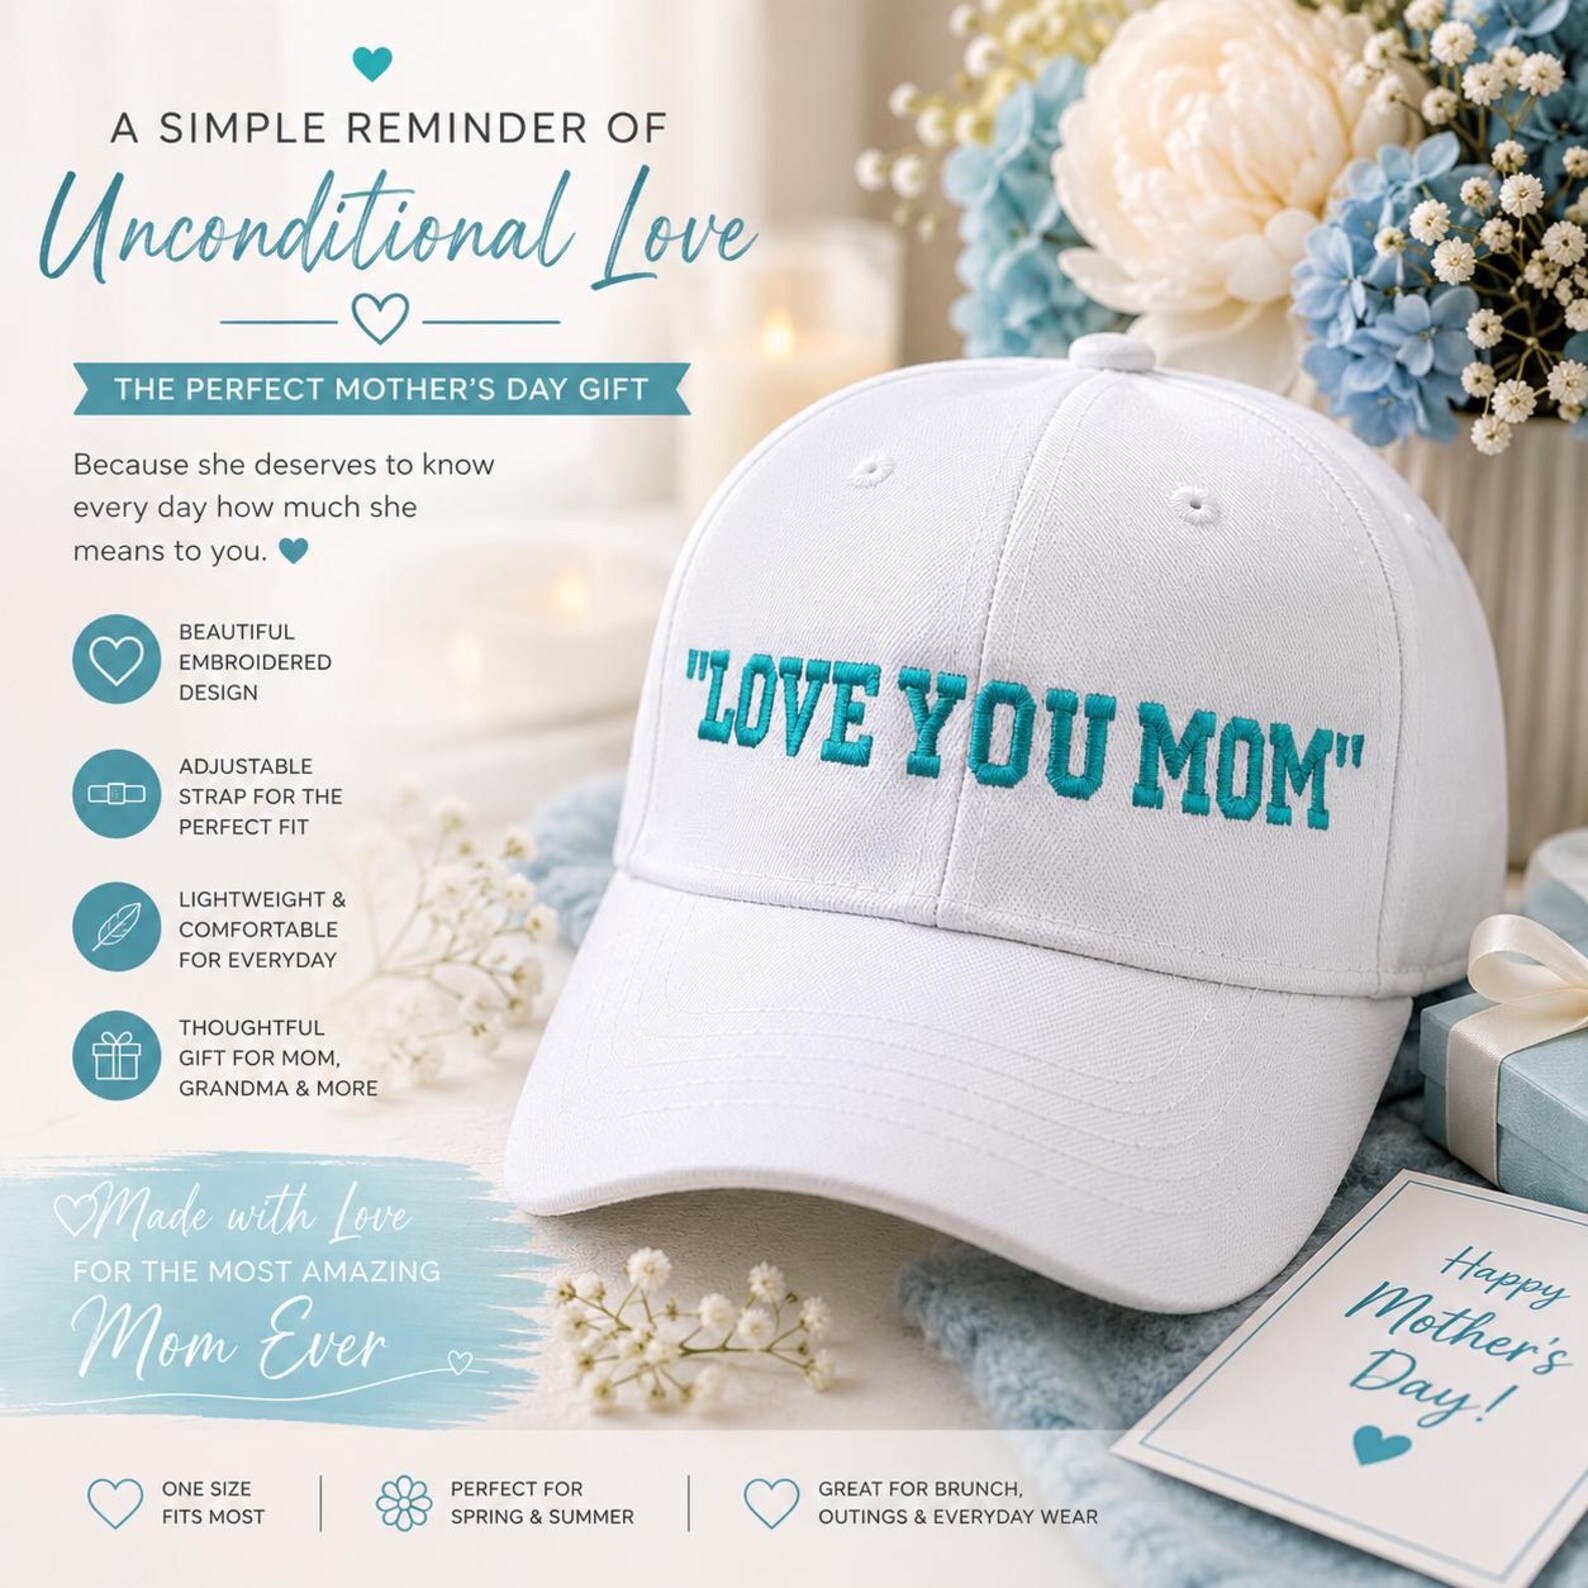 A SIMPLE REMINDER OF
Unconditional Love
THE PERFECT MOTHER'S DAY GIFT
Because she deserves to know
every day how much she
means to you.
BEAUTIFUL
EMBROIDERED
DESIGN
ADJUSTABLE
STRAP FOR THE
PERFECT FIT
LIGHTWEIGHT &
COMFORTABLE
FOR EVERYDAY
THOUGHTFUL
GIFT FOR MOM,
GRANDMA & MORE
Made with Love
FOR THE MOST AMAZING
Mom Ever
"LOVE YOU MOM"
Happy
Mother's
Day!
ONE SIZE
FITS MOST
PERFECT FOR
SPRING & SUMMER
GREAT FOR BRUNCH,
OUTINGS & EVERYDAY WEAR